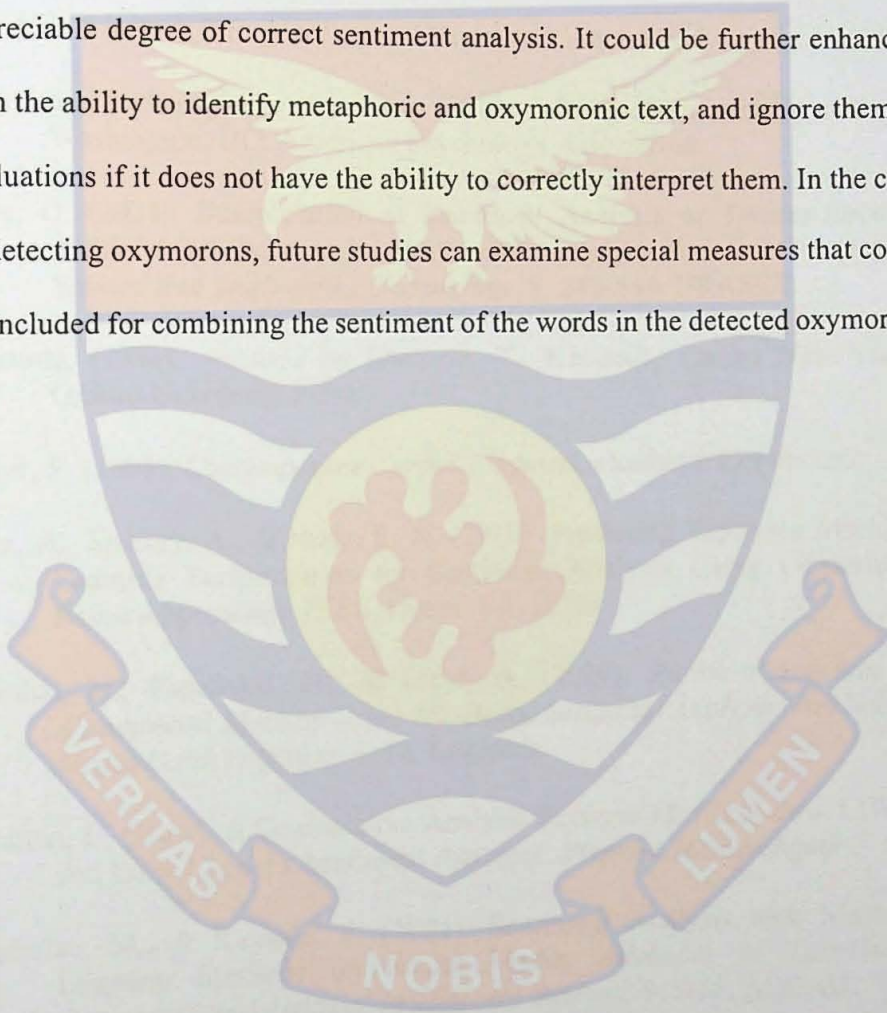 reciable degree of correct sentiment analysis. It could be further enhanc
the ability to identify metaphoric and oxymoronic text, and ignore them
luations if it does not have the ability to correctly interpret them. In the c
etecting oxymorons, future studies can examine special measures that co
ncluded for combining the sentiment of the words in the detected oxymor
VERITAS
NOBIS
LUMEN